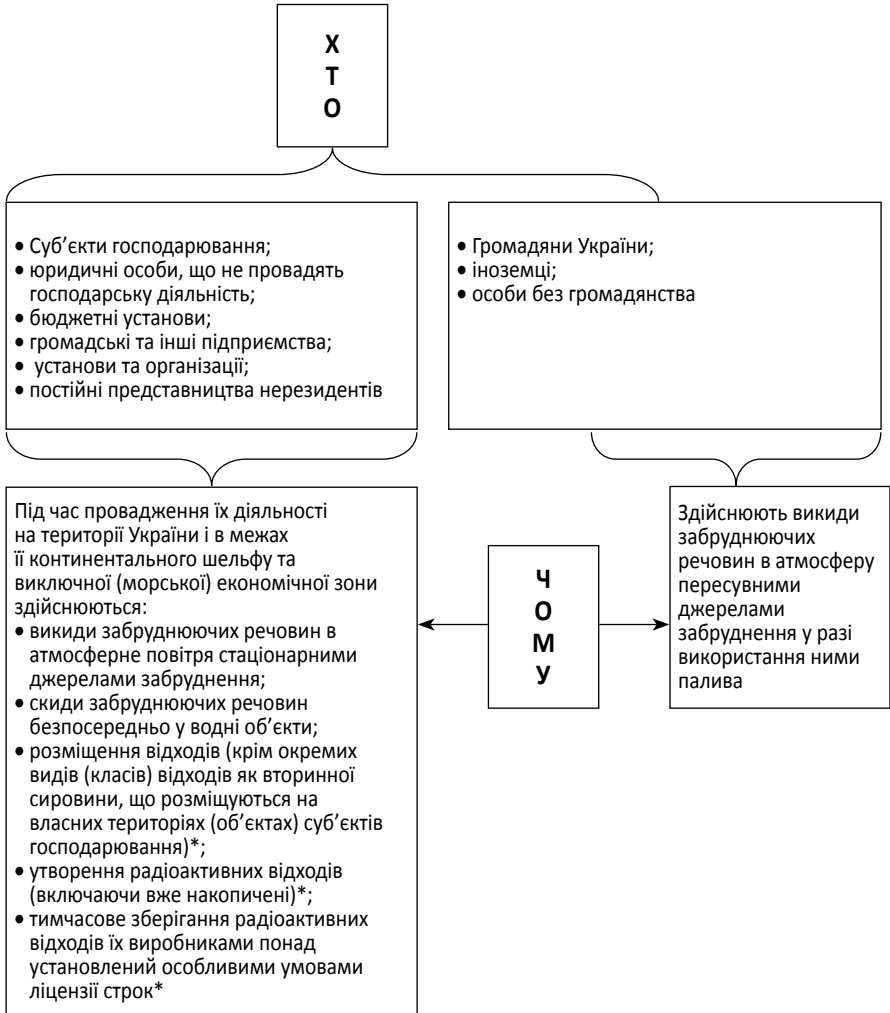 Х
Т
О
• Суб’єкти господарювання;
• юридичні особи, що не провадять
господарську діяльність;
• бюджетні установи;
• громадські та інші підприємства;
• установи та організації;
• постійні представництва нерезидентів
• Громадяни України;
• іноземці;
• особи без громадянства
Під час провадження їх діяльності
на території України і в межах
її континентального шельфу та
виключної (морської) економічної зони
здійснюються:
• викиди забруднюючих речовин в
атмосферне повітря стаціонарними
джерелами забруднення;
• скиди забруднюючих речовин
безпосередньо у водні об’єкти;
• розміщення відходів (крім окремих
видів (класів) відходів як вторинної
сировини, що розміщуються на
власних територіях (об’єктах) суб’єктів
господарювання)*;
• утворення радіоактивних відходів
(включаючи вже накопичені)*;
• тимчасове зберігання радіоактивних
відходів їх виробниками понад
установлений особливими умовами
ліцензії строк*
Ч
О
М
У
Здійснюють викиди
забруднюючих
речовин в атмосферу
пересувними
джерелами
забруднення у разі
використання ними
палива